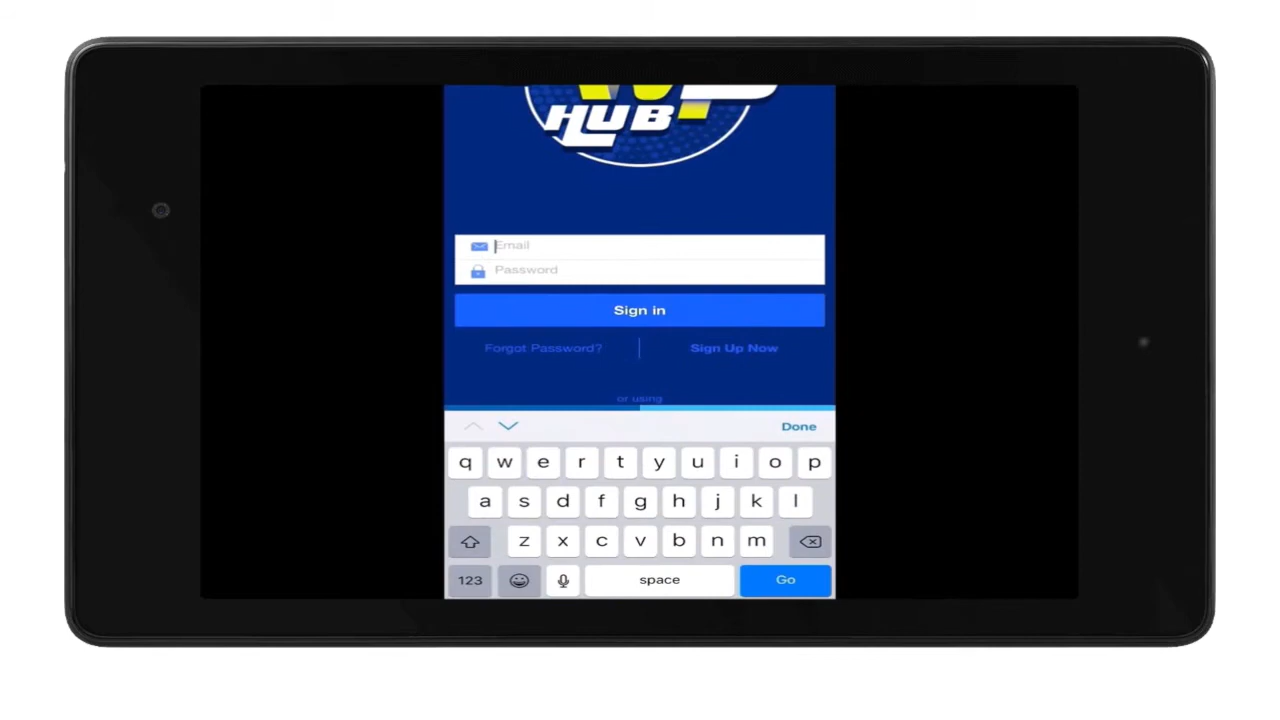 HUB
Email
Password
Sign in
Forgot Password?
Sign Up Now
or using
Done
q w e r t y u i o p
a s d f g h j k l
z x c v b n m
123 space Go